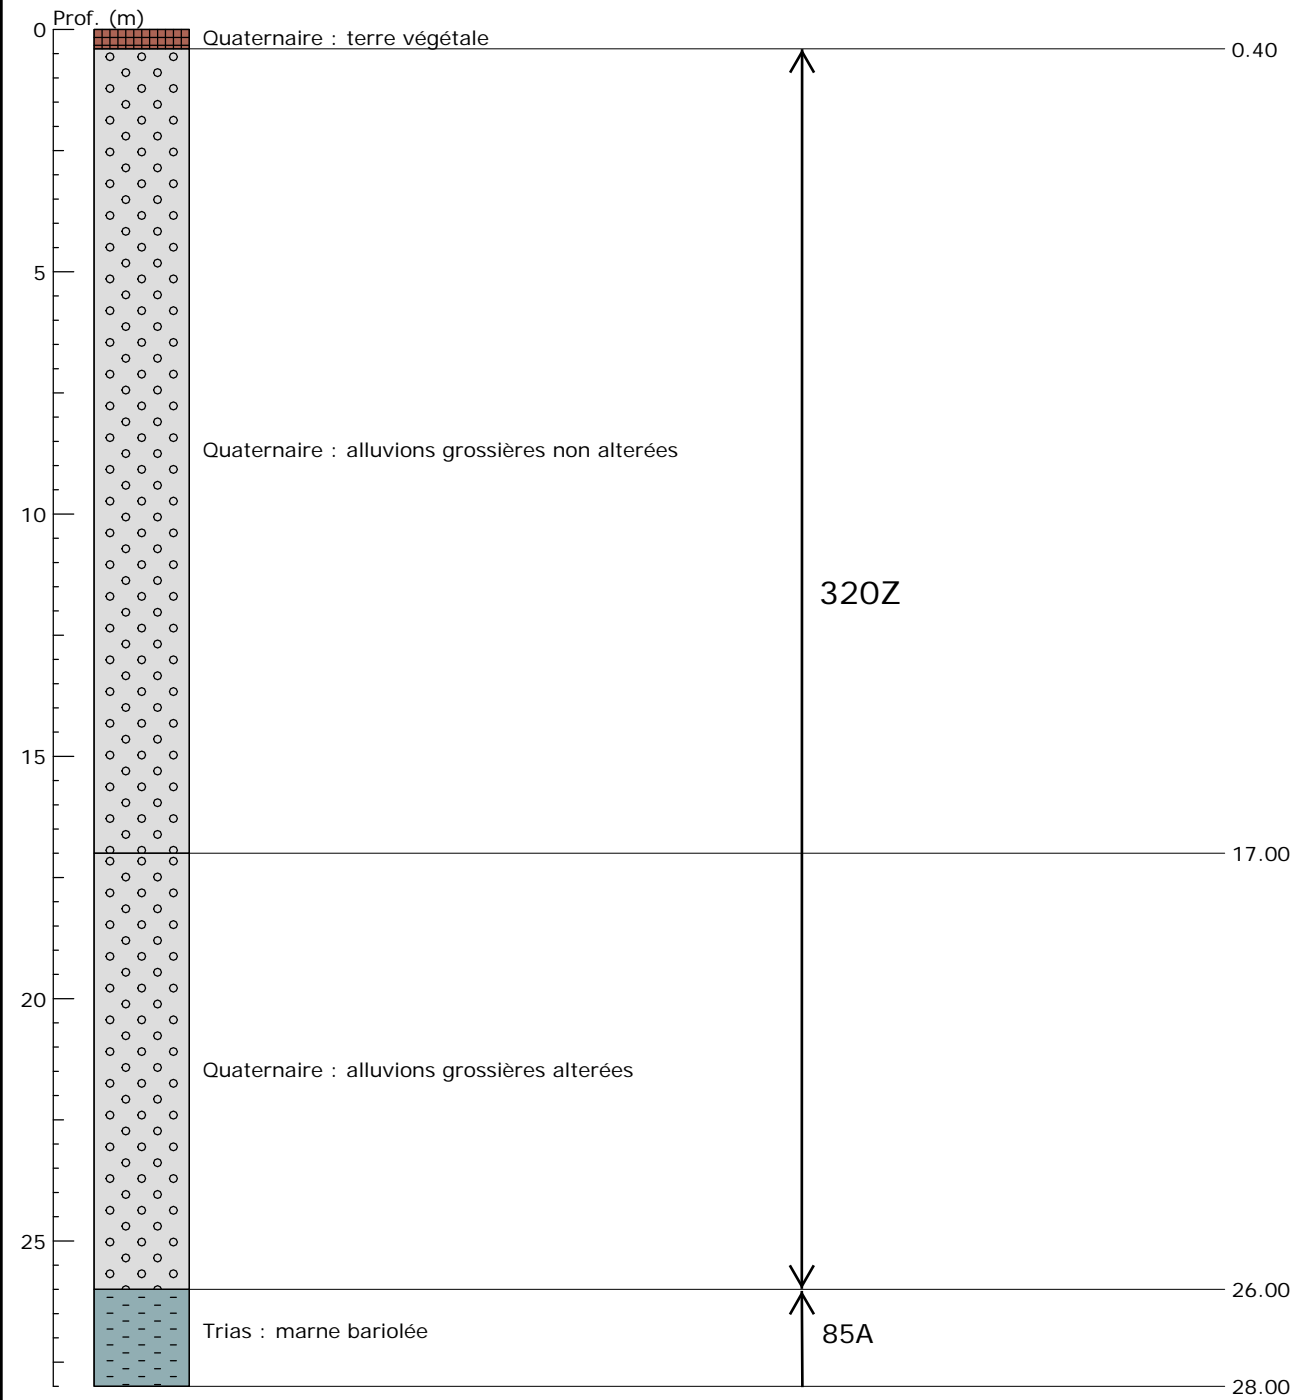 Prof. (m)
0
Quaternaire : terre végétale
0.40
5
Quaternaire : alluvions grossières non alterées
10
320Z
15
17.00
20
Quaternaire : alluvions grossières alterées
25
26.00
Trias : marne bariolée
85A
28.00